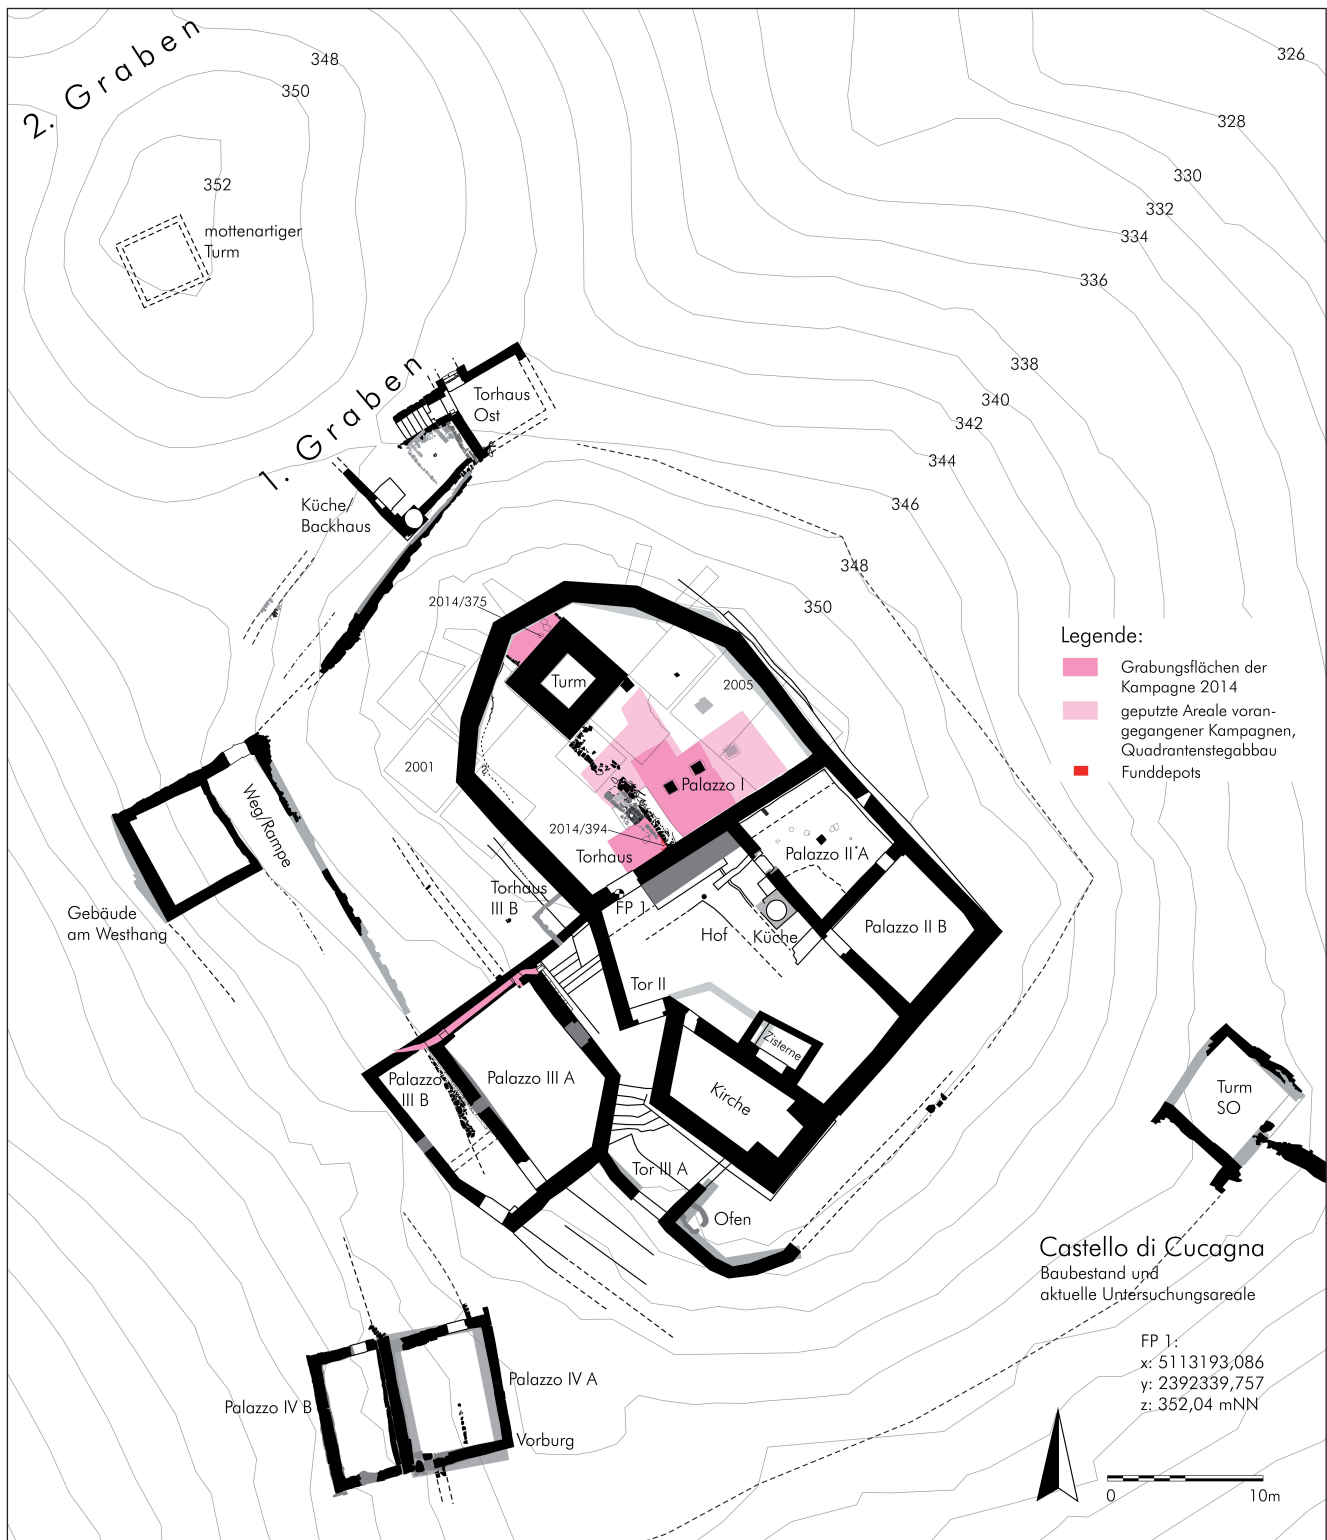 2. Graben
348
350
352
mottenartiger
Turm
326
328
330
332
334
336
338
340
342
344
346
348
350
1. Graben
Torhaus
Ost
Küche/
Backhaus
2014/375
Turm
2005
2001
Palazzo I
2014/394
Torhaus
Torhaus
III B
FP 1
Palazzo II A
Palazzo II B
Hof
Küche
Tor II
Zisterne
Kirche
Weg/Rampe
Gebäude
am Westhang
Palazzo
III B
Palazzo III A
Tor III A
Ofen
Turm
SO
Palazzo IV A
Palazzo IV B
Vorburg
Legende:
Grabungsflächen der
Kampagne 2014
geputzte Areale voran-
gegangener Kampagnen,
Quadrantenstegabbau
Funddepots
Castello di Cucagna
Baubestand und
aktuelle Untersuchungsareale
FP 1:
x: 5113193,086
y: 2392339,757
z: 352,04 mNN
0
10m